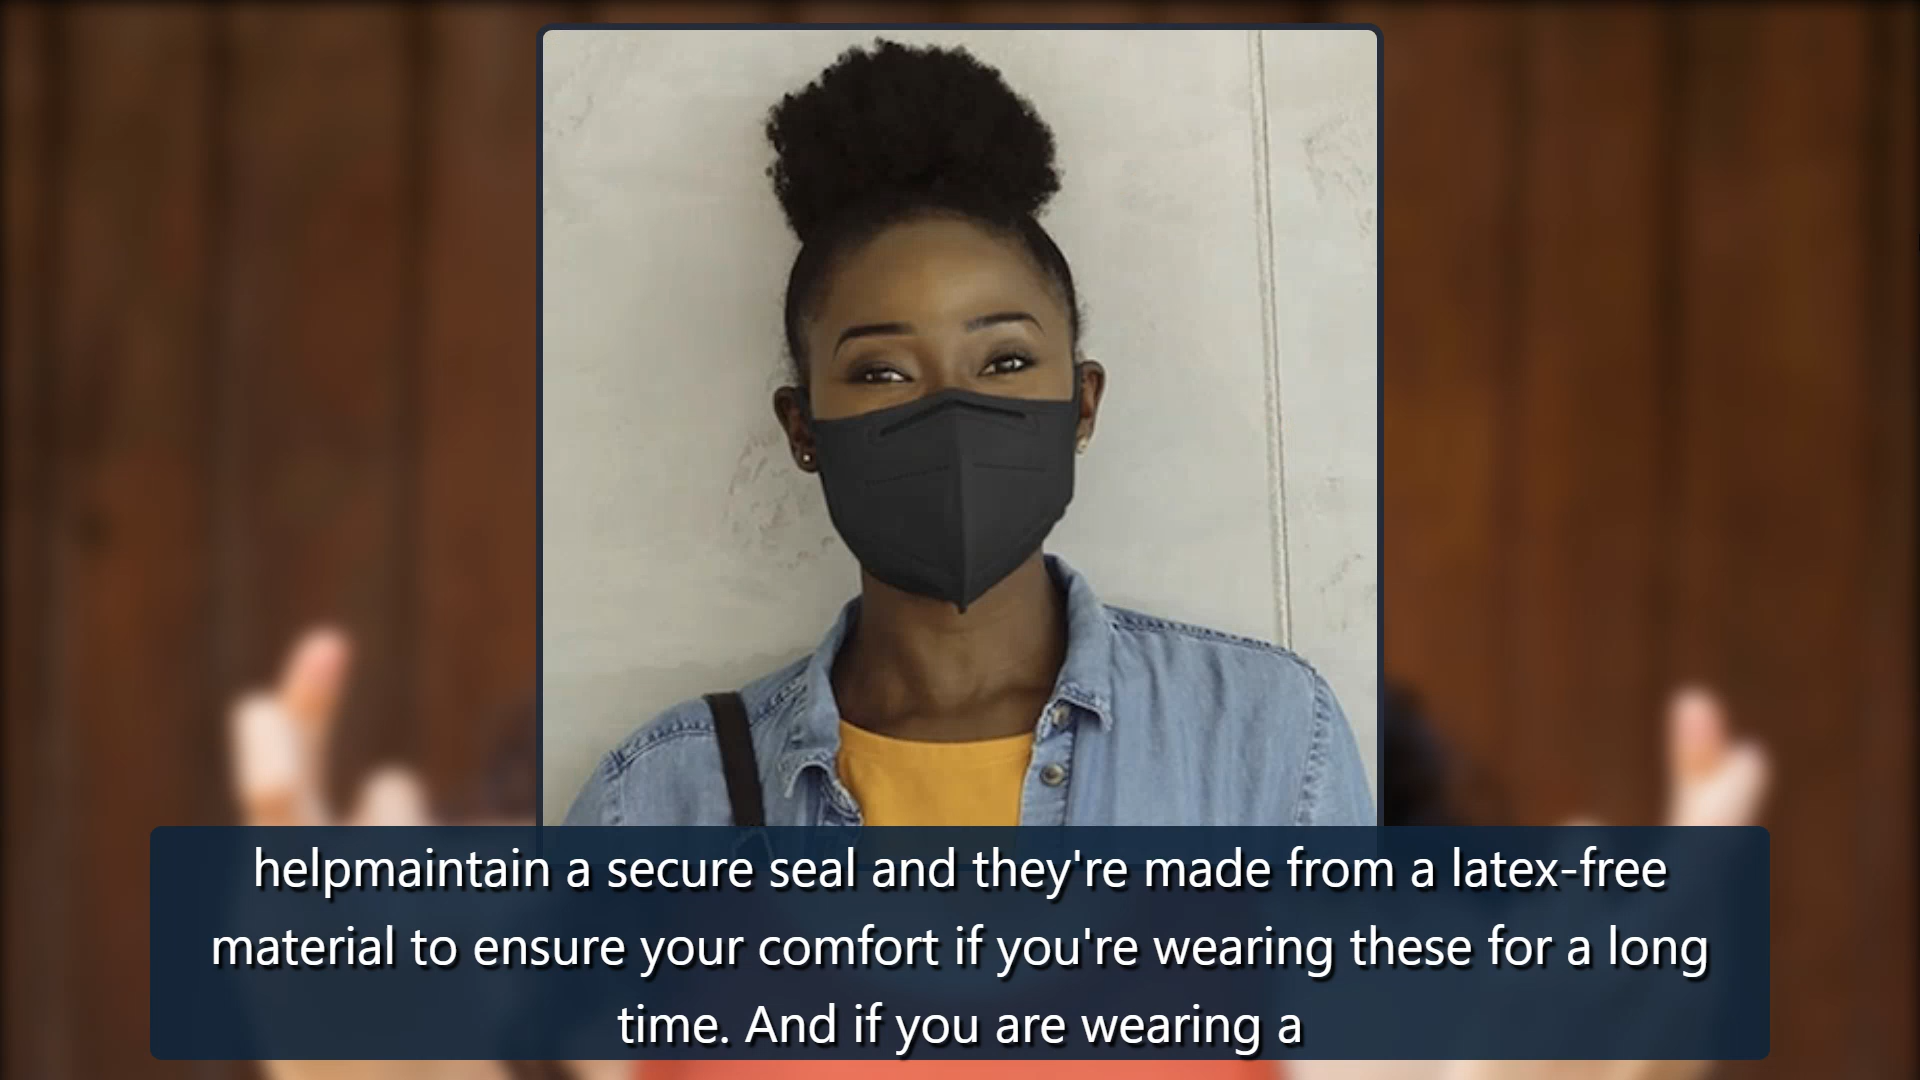 helpmaintain a secure seal and they're made from a latex-free
material to ensure your comfort if you're wearing these for a long
time. And if you are wearing a